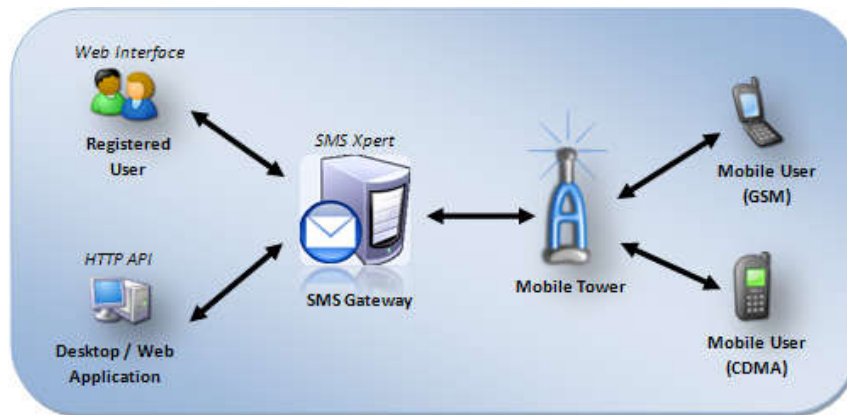 Web Interface
Registered
User
HTTP API
Desktop / Web
Application
SMS Xpert
SMS Gateway
Mobile Tower
Mobile User
(GSM)
Mobile User
(CDMA)